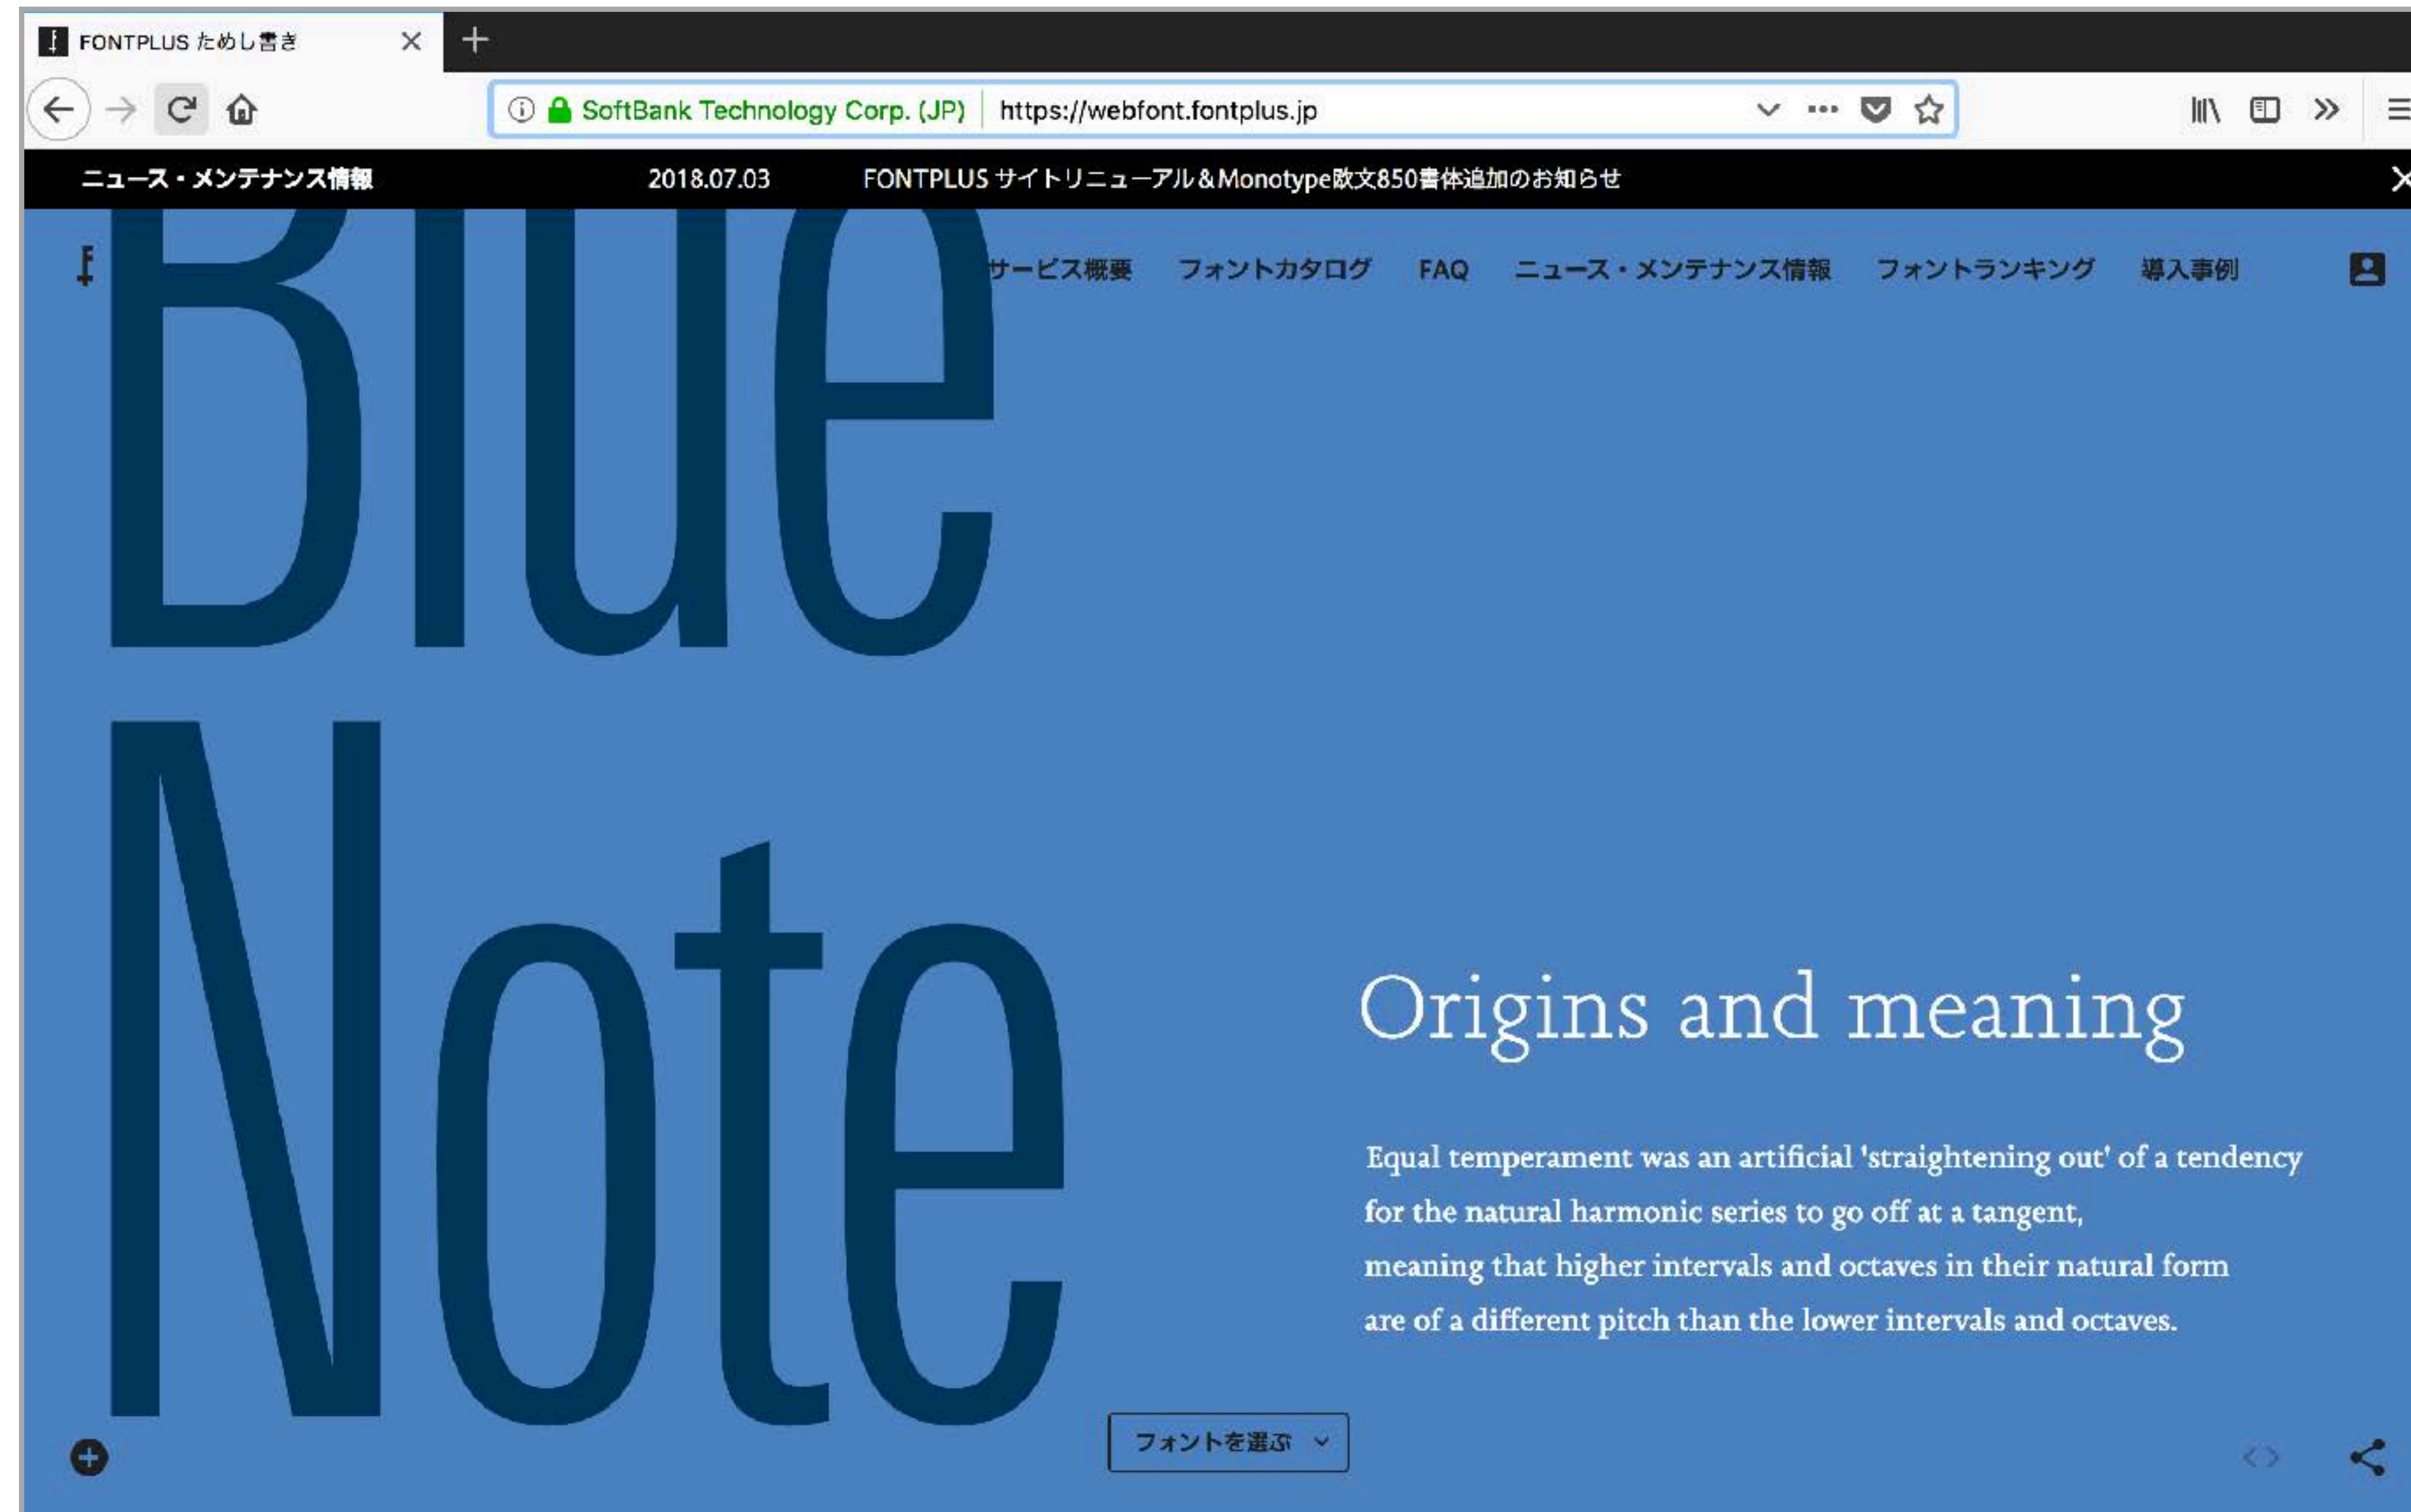 FONTPLUS ためし書き
SoftBank Technology Corp. (JP) https://webfont.fontplus.jp
ニュース・メンテナンス情報 2018.07.03 FONTPLUS サイトリニューアル&Monotype欧文850書体追加のお知らせ
サービス概要 フォントカタログ FAQ ニュース・メンテナンス情報 フォントランキング 導入事例
Blue
Note
Origins and meaning
Equal temperament was an artificial 'straightening out' of a tendency
for the natural harmonic series to go off at a tangent,
meaning that higher intervals and octaves in their natural form
are of a different pitch than the lower intervals and octaves.
フォントを選ぶ